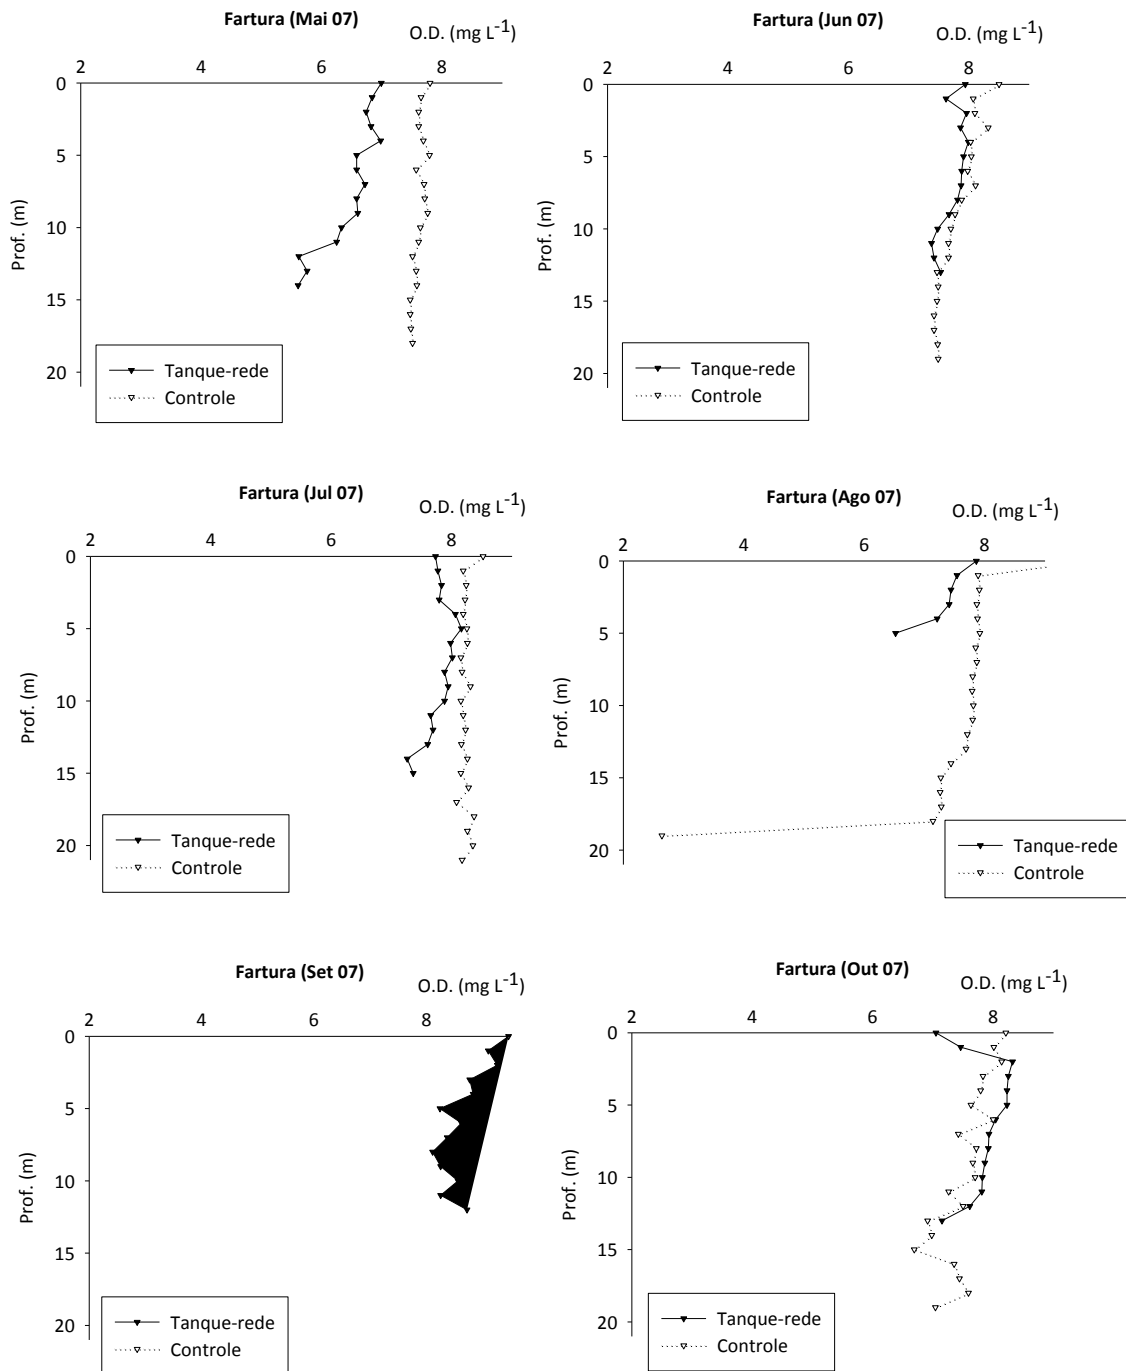 Fartura (Mai 07)
O.D. (mg L-1)
2 4 6 8
0
5
10
15
20
Prof. (m)
Tanque-rede
Controle
Fartura (Jun 07)
O.D. (mg L-1)
2 4 6 8
0
5
10
15
20
Prof. (m)
Tanque-rede
Controle
Fartura (Jul 07)
O.D. (mg L-1)
2 4 6 8
0
5
10
15
20
Prof. (m)
Tanque-rede
Controle
Fartura (Ago 07)
O.D. (mg L-1)
2 4 6 8
0
5
10
15
20
Prof. (m)
Tanque-rede
Controle
Fartura (Set 07)
O.D. (mg L-1)
2 4 6 8
0
5
10
15
20
Prof. (m)
Tanque-rede
Controle
Fartura (Out 07)
O.D. (mg L-1)
2 4 6 8
0
5
10
15
20
Prof. (m)
Tanque-rede
Controle